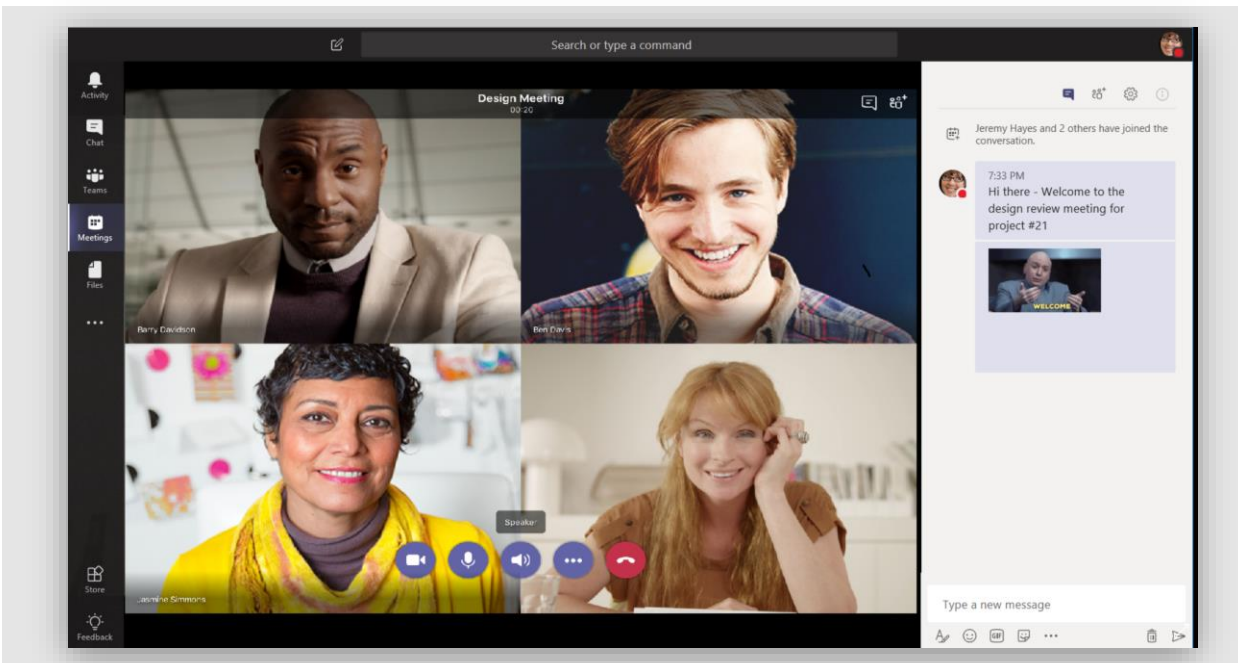 Search or type a command
Activity
Chat
Teams
Meetings
Files
Store
Feedback
Design Meeting
00:20
Barry Davidson
Ben Davis
Speaker
Jasmine Simmons
Jeremy Hayes and 2 others have joined the
conversation.
7:33 PM
Hi there - Welcome to the
design review meeting for
project #21
WELCOME
Type a new message
GIF